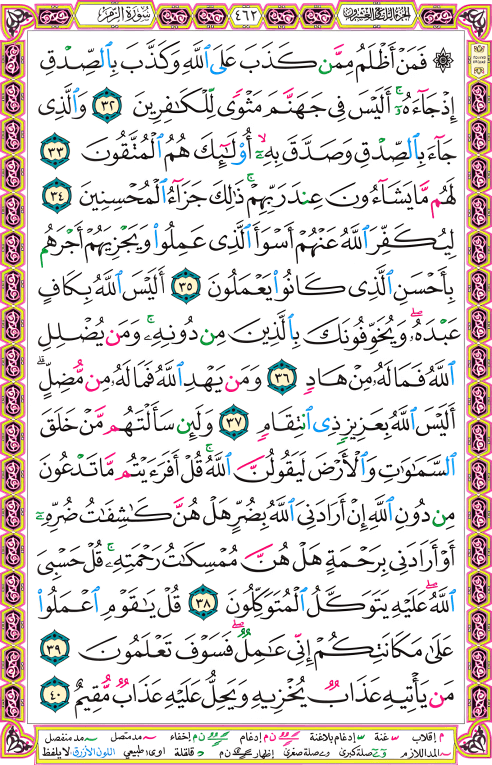 الجزء الرابع والعشرون
٤٦٢
سورة الزمر
۞ فَمَنْ أَظْلَمُ مِمَّن كَذَبَ عَلَى ٱللَّهِ وَكَذَّبَ بِٱلصِّدْقِ
إِذْ جَآءَهُۥٓ ۚ أَلَيْسَ فِى جَهَنَّمَ مَثْوًى لِّلْكَـٰفِرِينَ ٣٢ وَٱلَّذِى
جَآءَ بِٱلصِّدْقِ وَصَدَّقَ بِهِۦٓ ۙ أُو۟لَـٰٓئِكَ هُمُ ٱلْمُتَّقُونَ ٣٣
لَهُم مَّا يَشَآءُونَ عِندَ رَبِّهِمْ ۚ ذَٰلِكَ جَزَآءُ ٱلْمُحْسِنِينَ ٣٤
لِيُكَفِّرَ ٱللَّهُ عَنْهُمْ أَسْوَأَ ٱلَّذِى عَمِلُوا۟ وَيَجْزِيَهُمْ أَجْرَهُم
بِأَحْسَنِ ٱلَّذِى كَانُوا۟ يَعْمَلُونَ ٣٥ أَلَيْسَ ٱللَّهُ بِكَافٍ
عَبْدَهُۥ ۖ وَيُخَوِّفُونَكَ بِٱلَّذِينَ مِن دُونِهِۦ ۚ وَمَن يُضْلِلِ
ٱللَّهُ فَمَا لَهُۥ مِنْ هَادٍ ٣٦ وَمَن يَهْدِ ٱللَّهُ فَمَا لَهُۥ مِن مُّضِلٍّ ۗ
أَلَيْسَ ٱللَّهُ بِعَزِيزٍ ذِى ٱنتِقَامٍ ٣٧ وَلَئِن سَأَلْتَهُم مَّنْ خَلَقَ
ٱلسَّمَـٰوَٰتِ وَٱلْأَرْضَ لَيَقُولُنَّ ٱللَّهُ ۚ قُلْ أَفَرَءَيْتُم مَّا تَدْعُونَ
مِن دُونِ ٱللَّهِ إِنْ أَرَادَنِىَ ٱللَّهُ بِضُرٍّ هَلْ هُنَّ كَـٰشِفَـٰتُ ضُرِّهِۦٓ
أَوْ أَرَادَنِى بِرَحْمَةٍ هَلْ هُنَّ مُمْسِكَـٰتُ رَحْمَتِهِۦ ۚ قُلْ حَسْبِىَ
ٱللَّهُ ۖ عَلَيْهِ يَتَوَكَّلُ ٱلْمُتَوَكِّلُونَ ٣٨ قُلْ يَـٰقَوْمِ ٱعْمَلُوا۟
عَلَىٰ مَكَانَتِكُمْ إِنِّى عَـٰمِلٌ ۖ فَسَوْفَ تَعْلَمُونَ ٣٩
مَن يَأْتِيهِ عَذَابٌ يُخْزِيهِ وَيَحِلُّ عَلَيْهِ عَذَابٌ مُّقِيمٌ ٤٠
م إقلاب غنة إدغام بلا غنة ن م إدغام ن م إخفاء مد متصل مد منفصل
المد اللازم صلة كبرى صلة صغرى إظهار ن م قلقلة أو ى طبيعي اللون الأزرق لا يلفظ